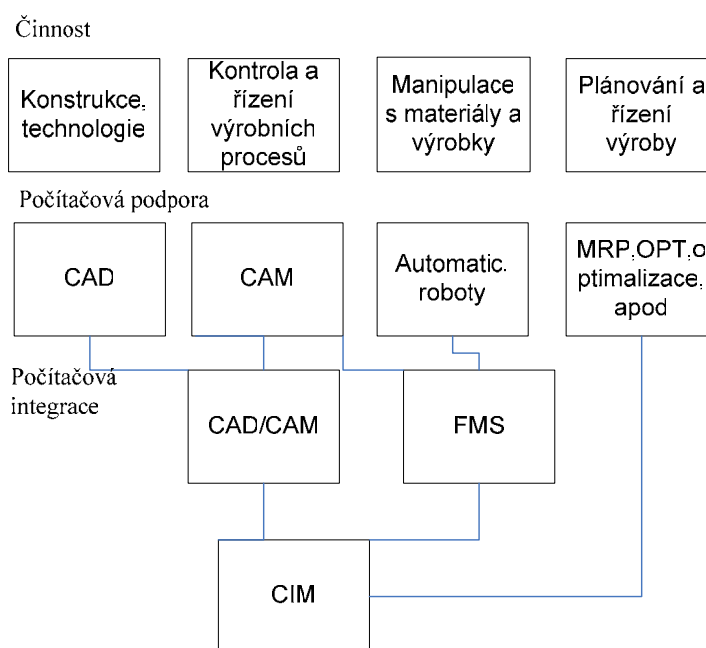 Činnost
Konstrukce,
technologie
Kontrola a
řízení
výrobních
procesů
Manipulace
s materiály a
výrobky
Plánování a
řízení
výroby
Počítačová podpora
CAD
CAM
Automatic.
roboty
MRP,OPT,o
ptimalizace,
apod
Počítačová
integrace
CAD/CAM
FMS
CIM